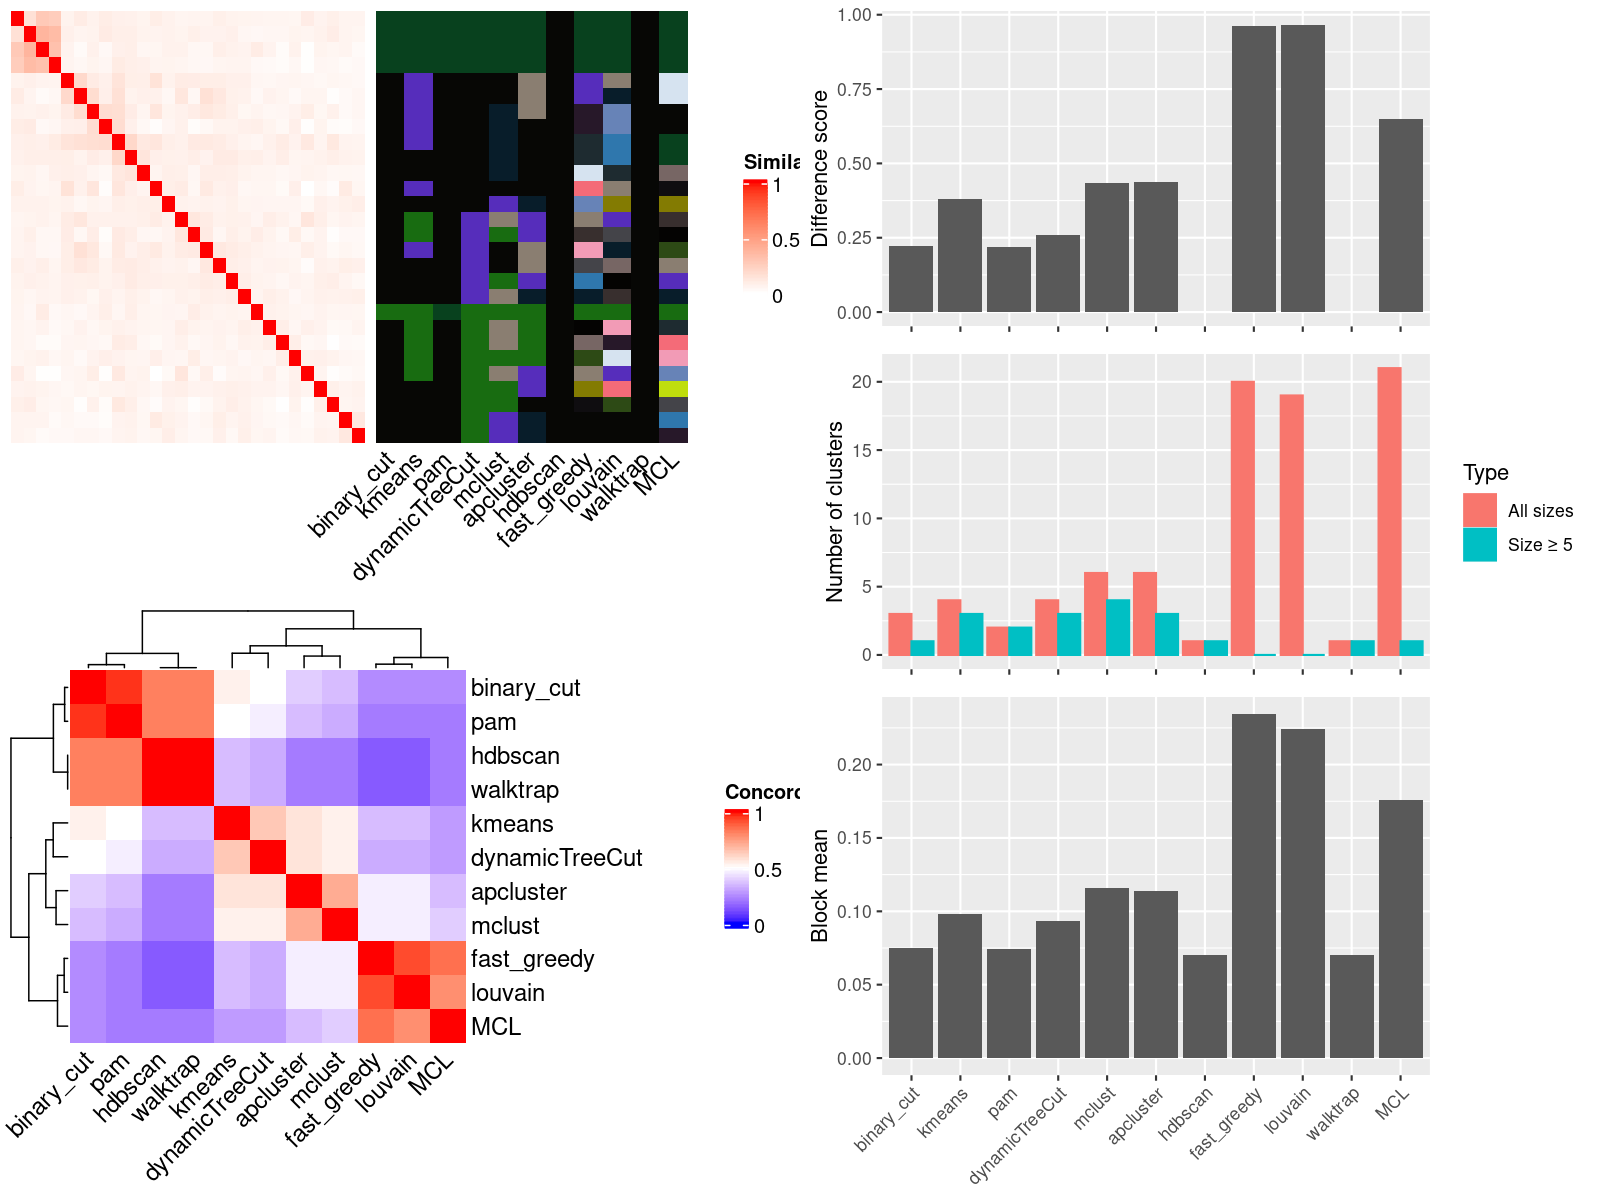 Simila
1
0.5
0
binary_cut
kmeans
pam
dynamicTreeCut
mclust
apcluster
hdbscan
fast_greedy
louvain
walktrap
MCL
Difference score
1.00
0.75
0.50
0.25
0.00
Number of clusters
20
15
10
5
0
Type
All sizes
Size ≥ 5
binary_cut
pam
hdbscan
walktrap
kmeans
dynamicTreeCut
apcluster
mclust
fast_greedy
louvain
MCL
binary_cut
pam
hdbscan
walktrap
kmeans
dynamicTreeCut
apcluster
mclust
fast_greedy
louvain
MCL
Concord
1
0.5
0
Block mean
0.20
0.15
0.10
0.05
0.00
binary_cut
kmeans
pam
dynamicTreeCut
mclust
apcluster
hdbscan
fast_greedy
louvain
walktrap
MCL